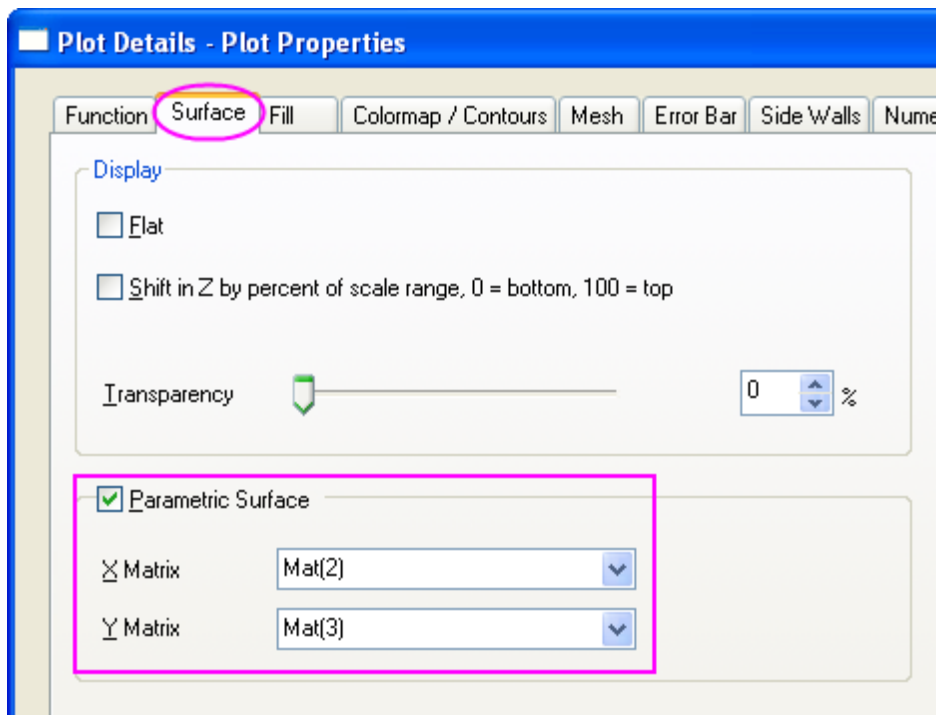 Plot Details - Plot Properties
Function Surface Fill Colormap / Contours Mesh Error Bar Side Walls Nume
Display
Flat
Shift in Z by percent of scale range, 0 = bottom, 100 = top
Transparency 0 %
Parametric Surface
X Matrix Mat(2)
Y Matrix Mat(3)